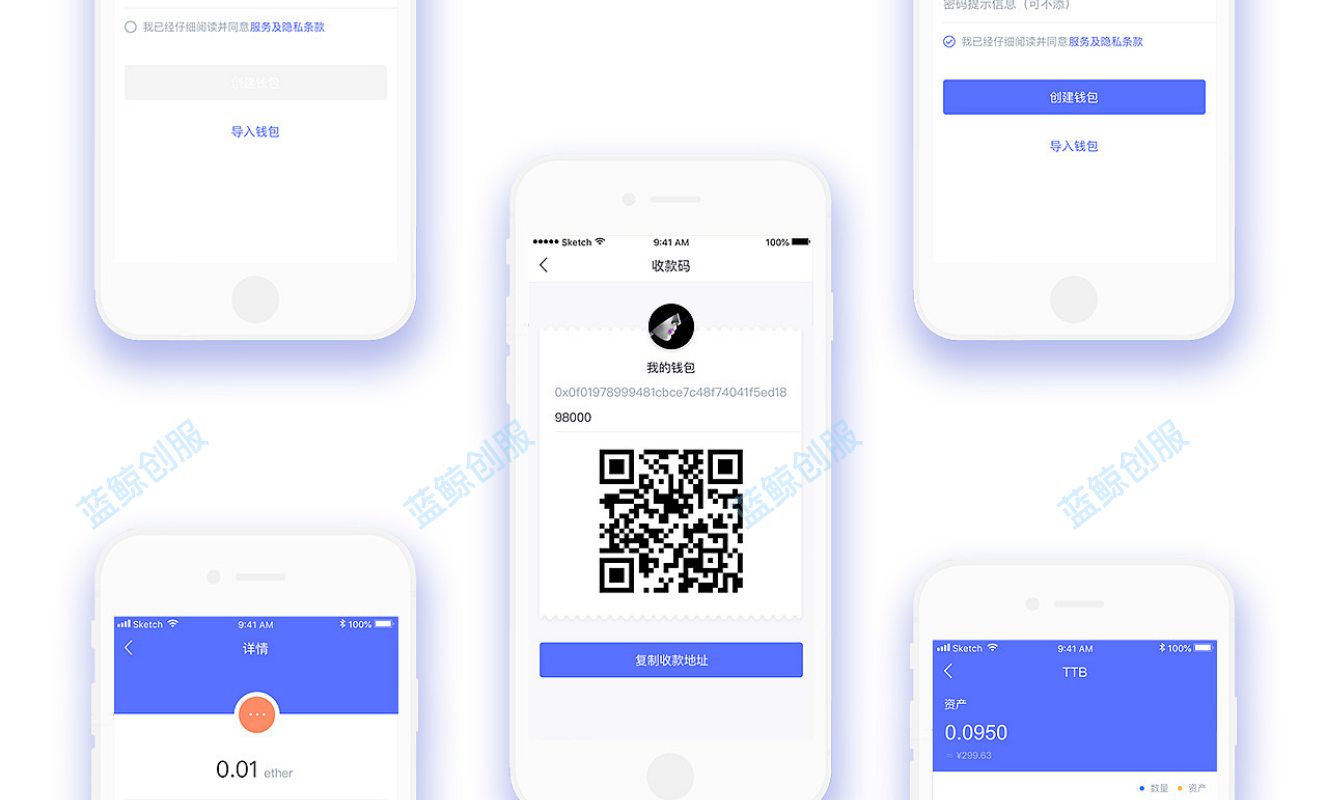 我已经仔细阅读并同意服务及隐私条款
创建钱包
导入钱包
密码提示信息（可不添）
我已经仔细阅读并同意服务及隐私条款
创建钱包
导入钱包
Sketch 9:41 AM 100%
收款码
我的钱包
0x0f01978999481cbce7c48f74041f5ed18
98000
复制收款地址
蓝鲸创服
蓝鲸创服
蓝鲸创服
蓝鲸创服
Sketch 9:41 AM 100%
详情
0.01 ether
Sketch 9:41 AM 100%
TTB
资产
0.0950
≈ ¥299.63
数量 资产